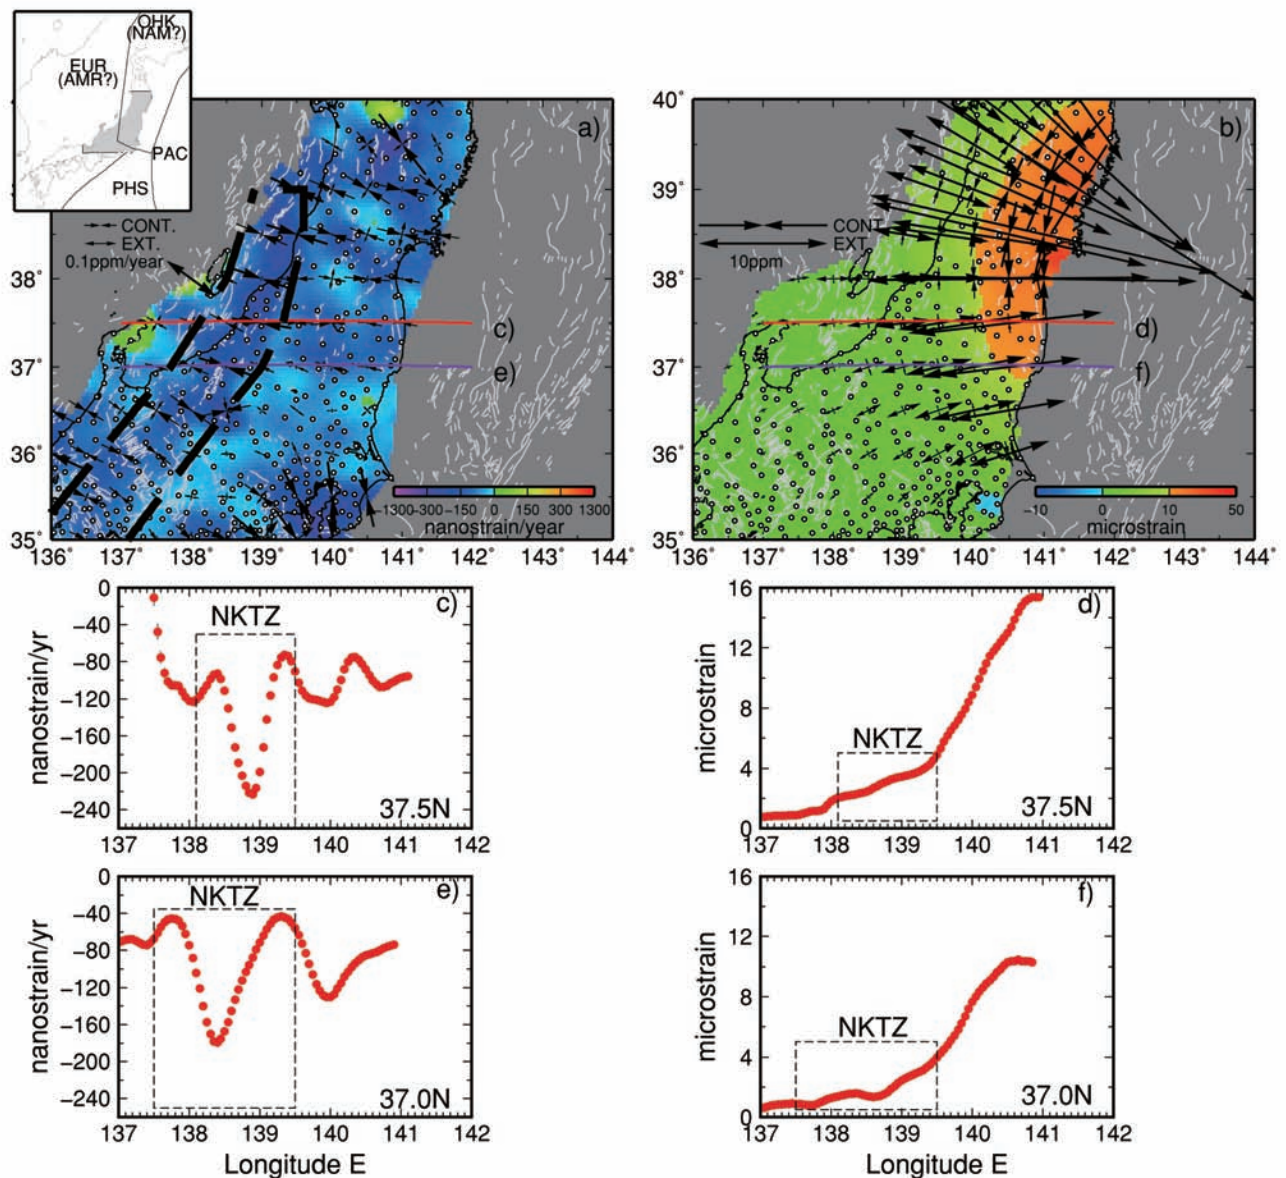 OHK
(NAM?)
EUR
(AMR?)
PAC
PHS
a)
CONT.
EXT.
0.1ppm/year
38˚
37˚
36˚
35˚
c)
e)
-1300-300-150 0 150 300 1300
nanostrain/year
136˚ 137˚ 138˚ 139˚ 140˚ 141˚ 142˚ 143˚ 144˚
40˚
39˚
38˚
37˚
36˚
35˚
b)
CONT.
EXT.
10ppm
d)
f)
-10 0 10 50
microstrain
136˚ 137˚ 138˚ 139˚ 140˚ 141˚ 142˚ 143˚ 144˚
c)
NKTZ
37.5N
nanostrain/yr
0
-40
-80
-120
-160
-200
-240
137 138 139 140 141 142
d)
NKTZ
37.5N
microstrain
16
12
8
4
0
137 138 139 140 141 142
e)
NKTZ
37.0N
nanostrain/yr
0
-40
-80
-120
-160
-200
-240
137 138 139 140 141 142
Longitude E
f)
NKTZ
37.0N
microstrain
16
12
8
4
0
137 138 139 140 141 142
Longitude E